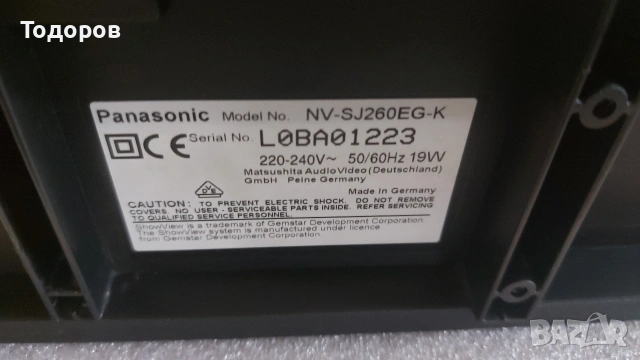 Тодоров
Panasonic Model No. NV-SJ260EG-K
CE Serial No. L0BA01223
220-240V~ 50/60Hz 19W
Matsushita AudioVideo (Deutschland)
GmbH Peine Germany
Made in Germany
CAUTION: TO PREVENT ELECTRIC SHOCK, DO NOT REMOVE
COVERS. NO USER - SERVICEABLE PARTS INSIDE. REFER SERVICING
TO QUALIFIED SERVICE PERSONNEL.
ShowView is a trademark of Gemstar Development Corporation.
The ShowView system is manufactured under licence
from Gemstar Development Corporation.
BAZAR